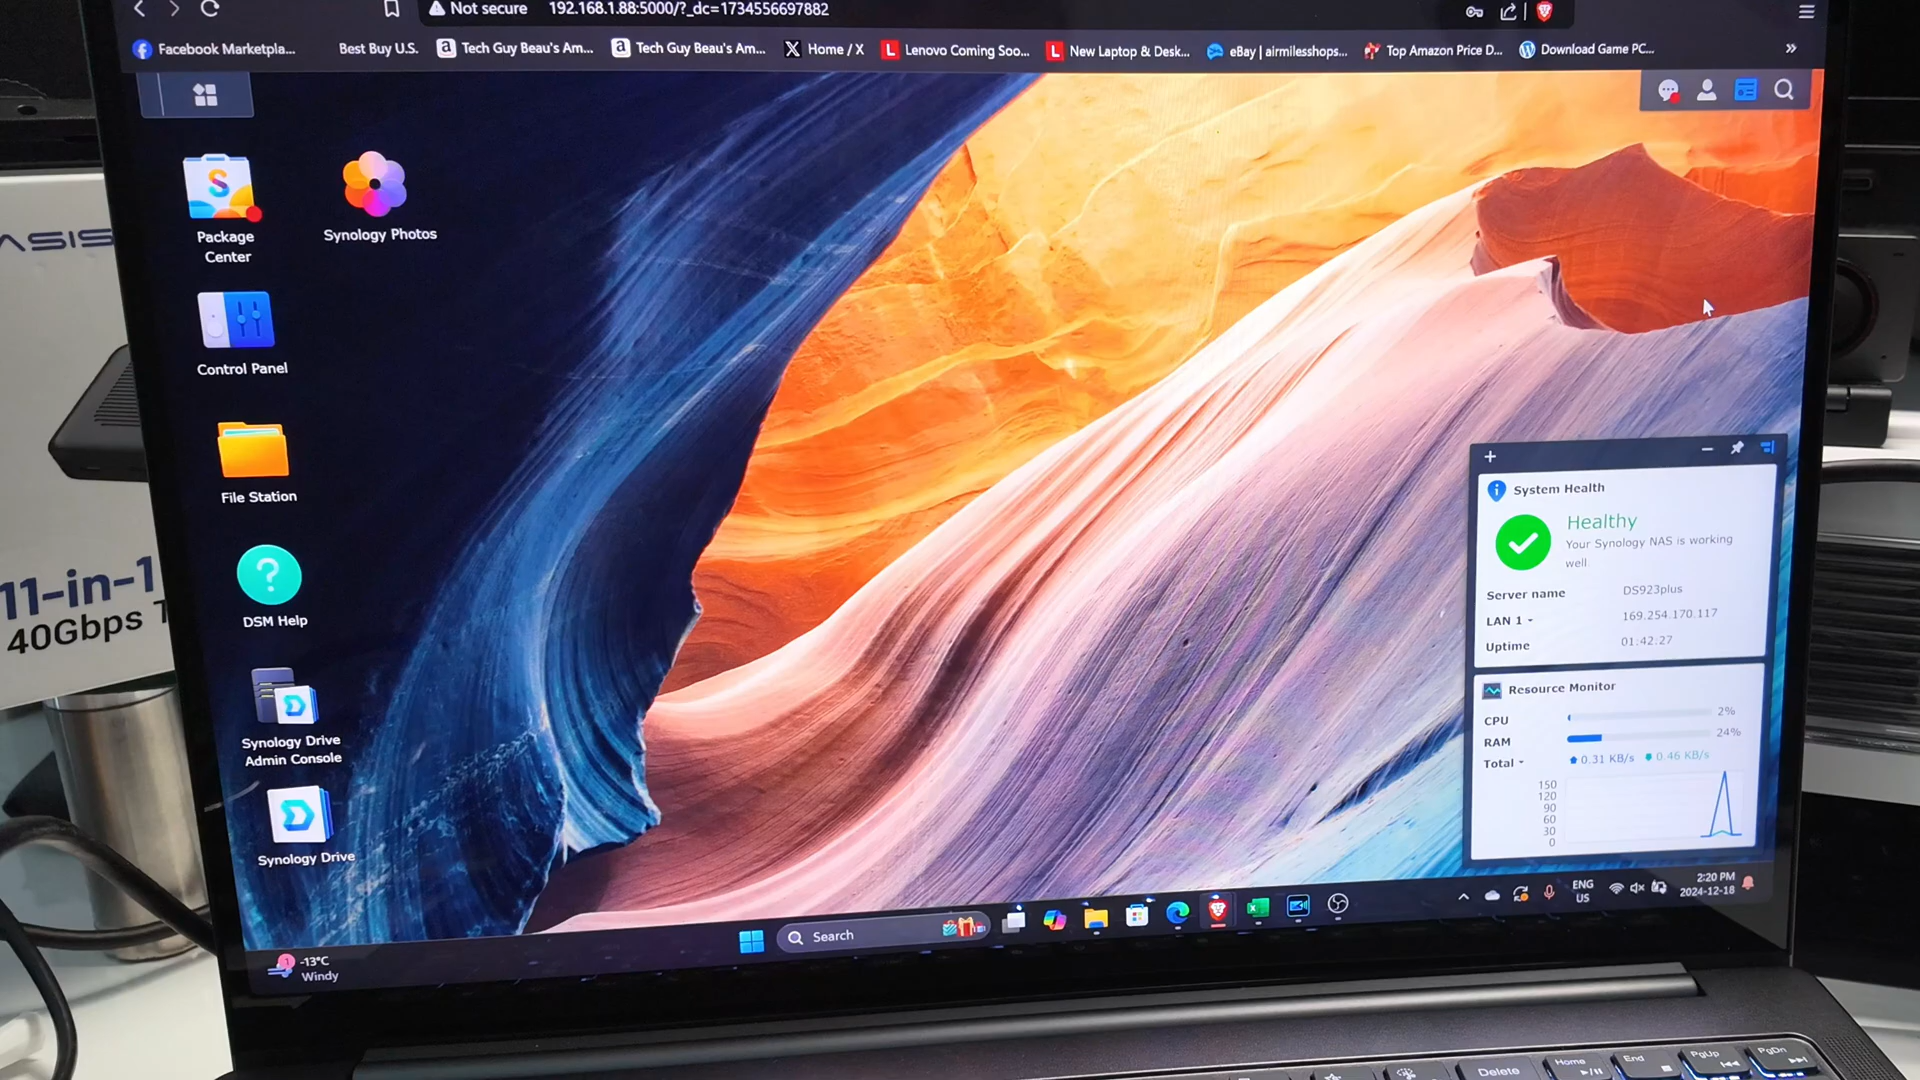 Not secure 192.168.1.88:5000/?_dc=1734556697882
Facebook Marketpla...
Best Buy U.S.
Tech Guy Beau's Am...
Tech Guy Beau's Am...
Home / X
Lenovo Coming Soo...
New Laptop & Desk...
eBay | airmilesshops...
Top Amazon Price D...
Download Game PC...
»
Package
Center
Synology Photos
Control Panel
File Station
DSM Help
Synology Drive
Admin Console
Synology Drive
System Health
Healthy
Your Synology NAS is working
well
Server name DS923plus
LAN 1 169.254.170.117
Uptime 01:42:27
Resource Monitor
CPU 2%
RAM 24%
Total 0.31 KB/s 0.46 KB/s
150
120
90
60
30
0
1
-13°C
Windy
Search
ENG
US
2:20 PM
2024-12-18
ASIS
11-in-1
40Gbps T
Delete
Home
End
PgUp
PgDn